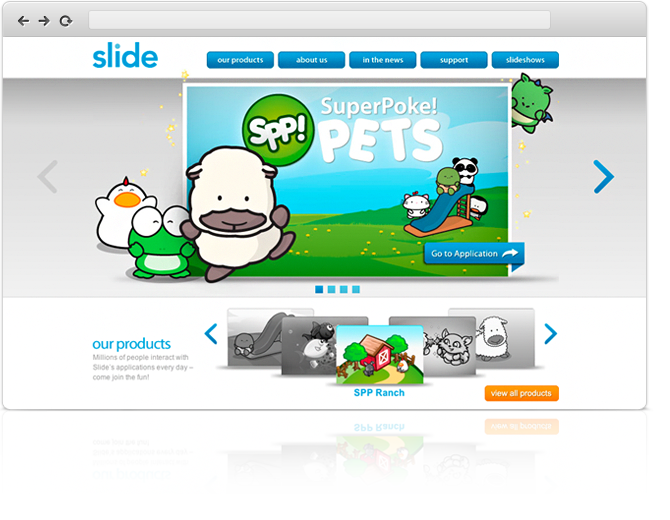 slide
our products
about us
in the news
support
slideshows
SPP!
SuperPoke!
PETS
Go to Application
our products
Millions of people interact with
Slide's applications every day –
come join the fun!
SPP Ranch
view all products